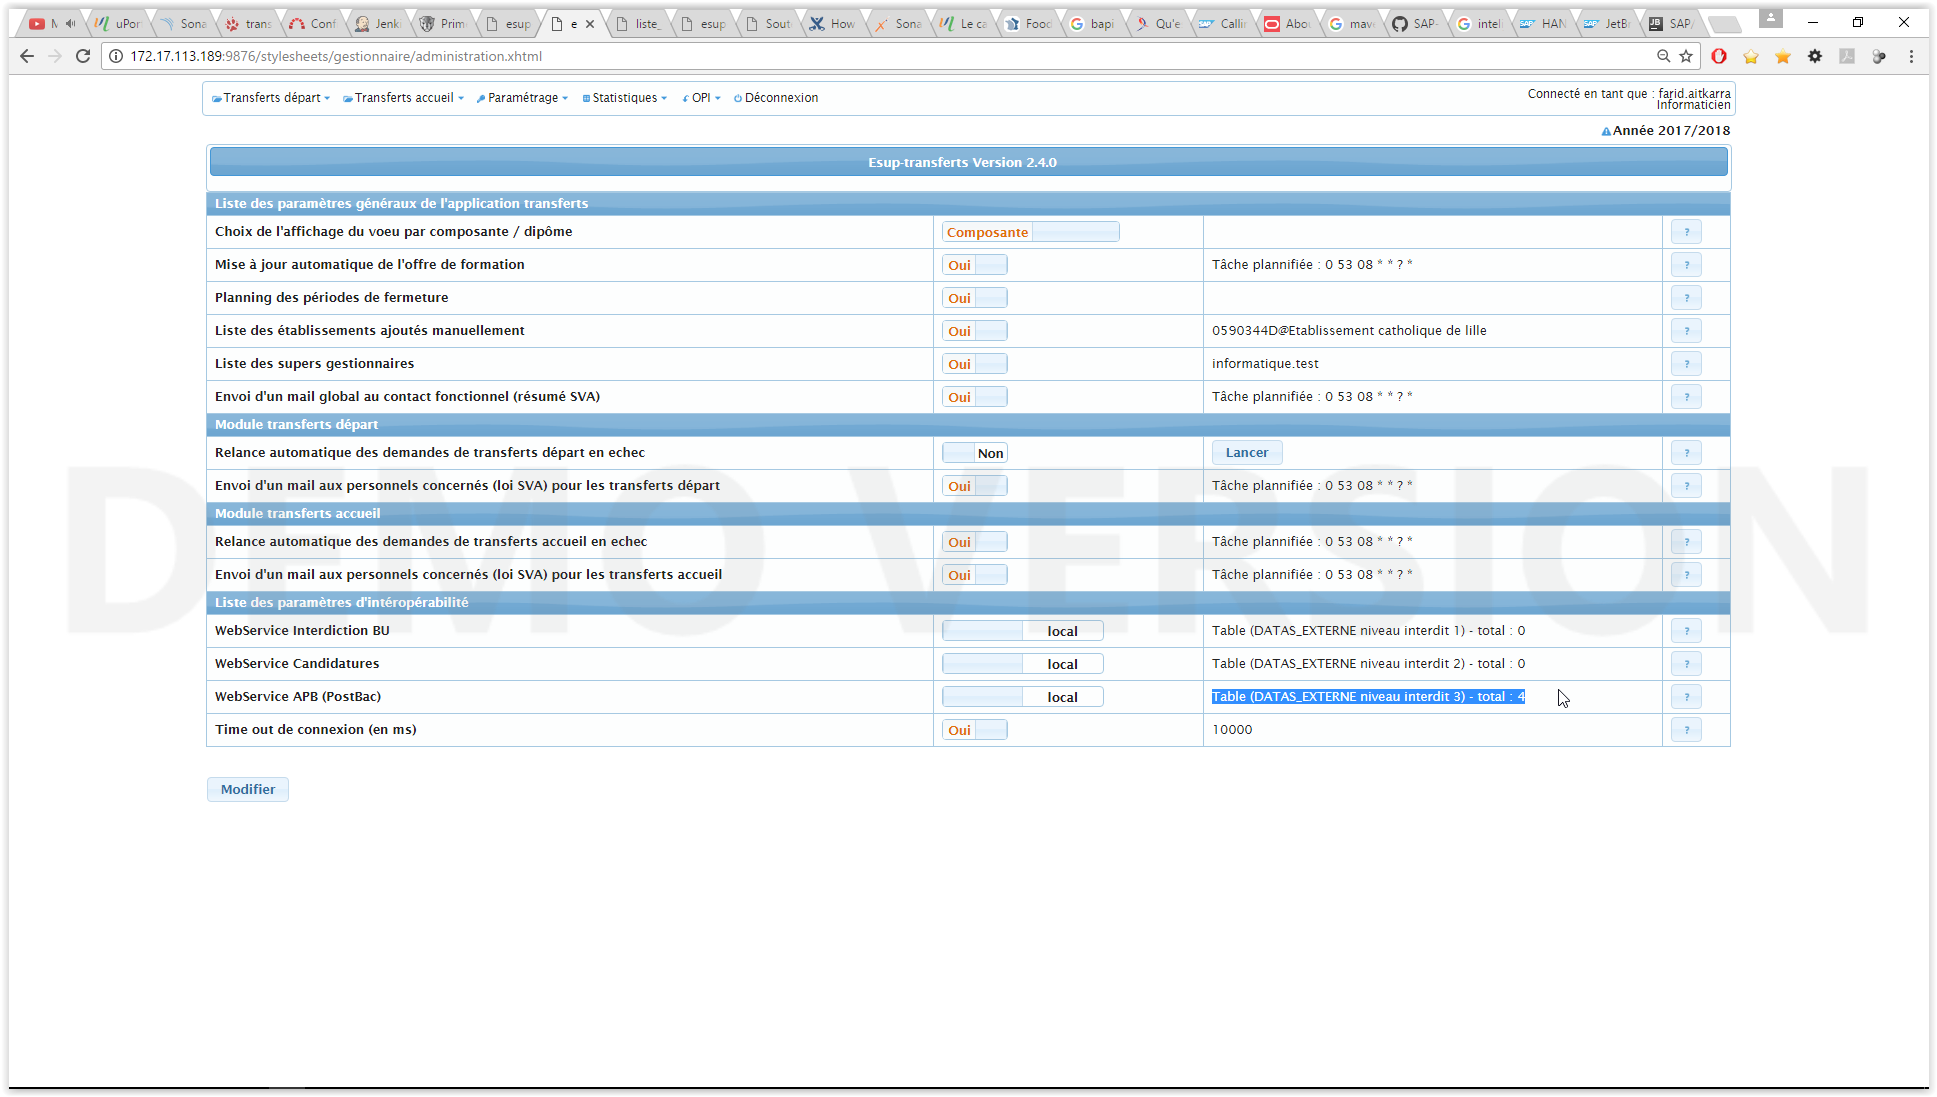 N
uPor
Sona
trans
Conf
Jenki
Prim
esup
e
liste_
esup
Sout
How
Sona
Le ca
Food
bapi
Qu'e
Callin
Abou
mave
SAP-
inteli
HAN
JetBr
SAP/
172.17.113.189:9876/stylesheets/gestionnaire/administration.xhtml
Transferts départ Transferts accueil Paramétrage Statistiques OPI Déconnexion
Connecté en tant que : farid.aitkarra
Informaticien
Année 2017/2018
Esup-transferts Version 2.4.0
Liste des paramètres généraux de l'application transferts
Choix de l'affichage du voeu par composante / dipôme Composante ?
Mise à jour automatique de l'offre de formation Oui Tâche plannifiée : 0 53 08 * * ? * ?
Planning des périodes de fermeture Oui ?
Liste des établissements ajoutés manuellement Oui 0590344D@Etablissement catholique de lille ?
Liste des supers gestionnaires Oui informatique.test ?
Envoi d'un mail global au contact fonctionnel (résumé SVA) Oui Tâche plannifiée : 0 53 08 * * ? * ?
Module transferts départ
Relance automatique des demandes de transferts départ en echec Non Lancer ?
Envoi d'un mail aux personnels concernés (loi SVA) pour les transferts départ Oui Tâche plannifiée : 0 53 08 * * ? * ?
Module transferts accueil
Relance automatique des demandes de transferts accueil en echec Oui Tâche plannifiée : 0 53 08 * * ? * ?
Envoi d'un mail aux personnels concernés (loi SVA) pour les transferts accueil Oui Tâche plannifiée : 0 53 08 * * ? * ?
Liste des paramètres d'intéropérabilité
WebService Interdiction BU local Table (DATAS_EXTERNE niveau interdit 1) - total : 0 ?
WebService Candidatures local Table (DATAS_EXTERNE niveau interdit 2) - total : 0 ?
WebService APB (PostBac) local Table (DATAS_EXTERNE niveau interdit 3) - total : 4 ?
Time out de connexion (en ms) Oui 10000 ?
Modifier
DEMO VERSION